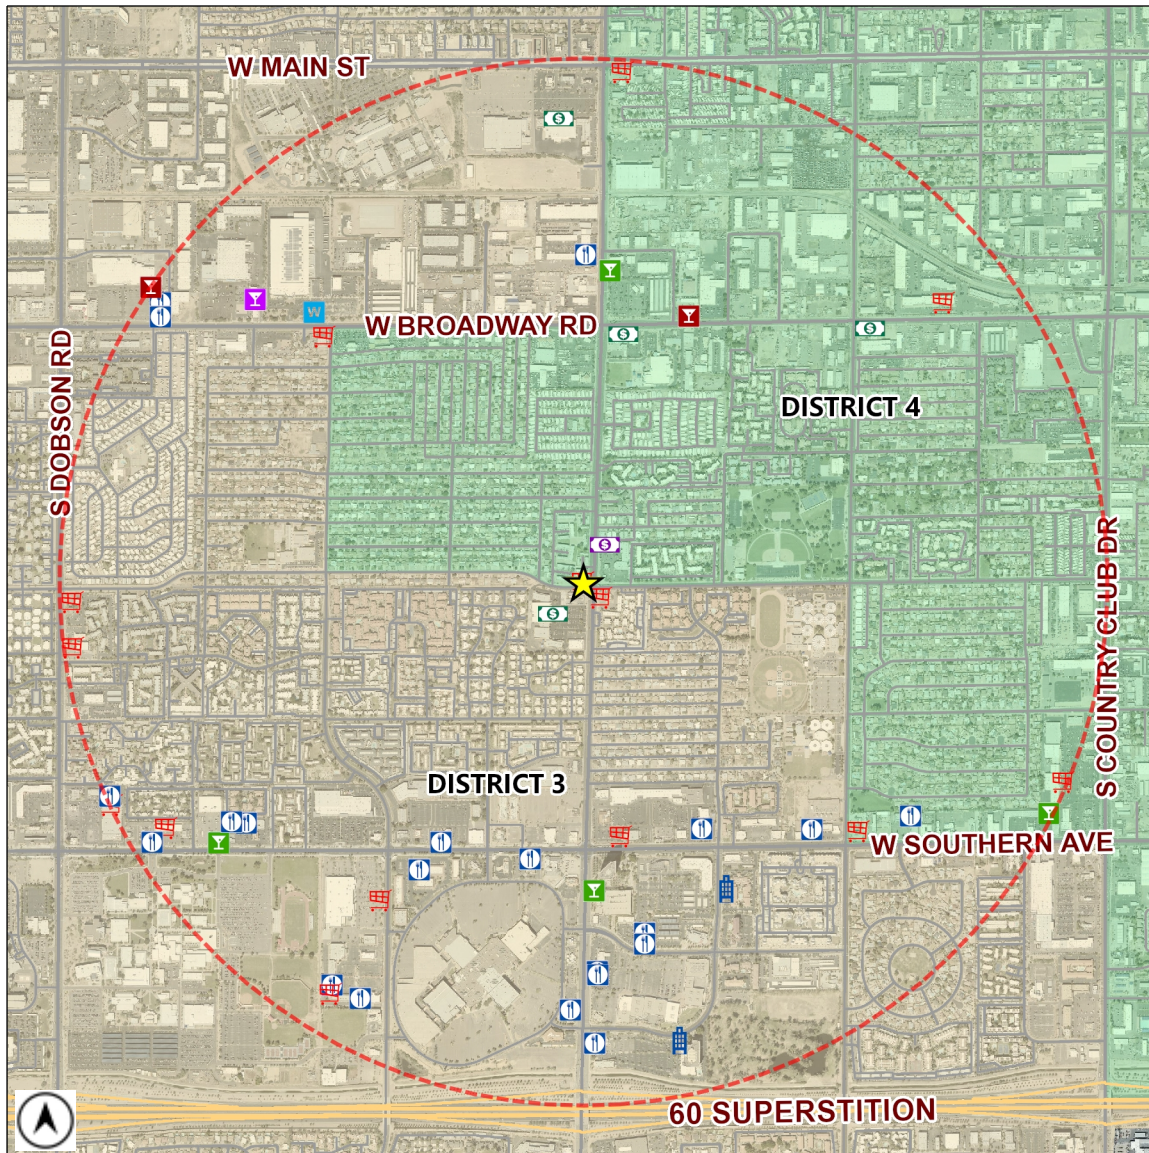 W MAIN ST
W
W BROADWAY RD
S DOBSON RD
DISTRICT 4
S COUNTRY CLUB DR
DISTRICT 3
W SOUTHERN AVE
60 SUPERSTITION